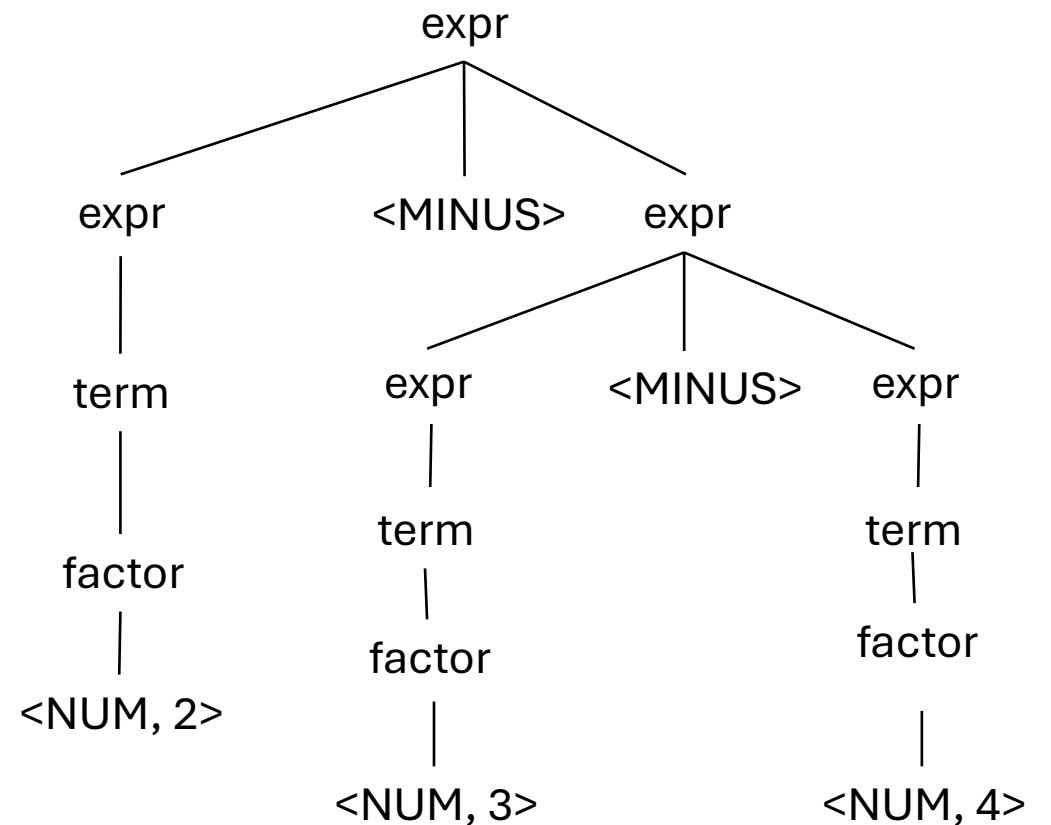 expr
expr <MINUS> expr
term expr <MINUS> expr
factor term term
<NUM, 2> factor factor
<NUM, 3> <NUM, 4>